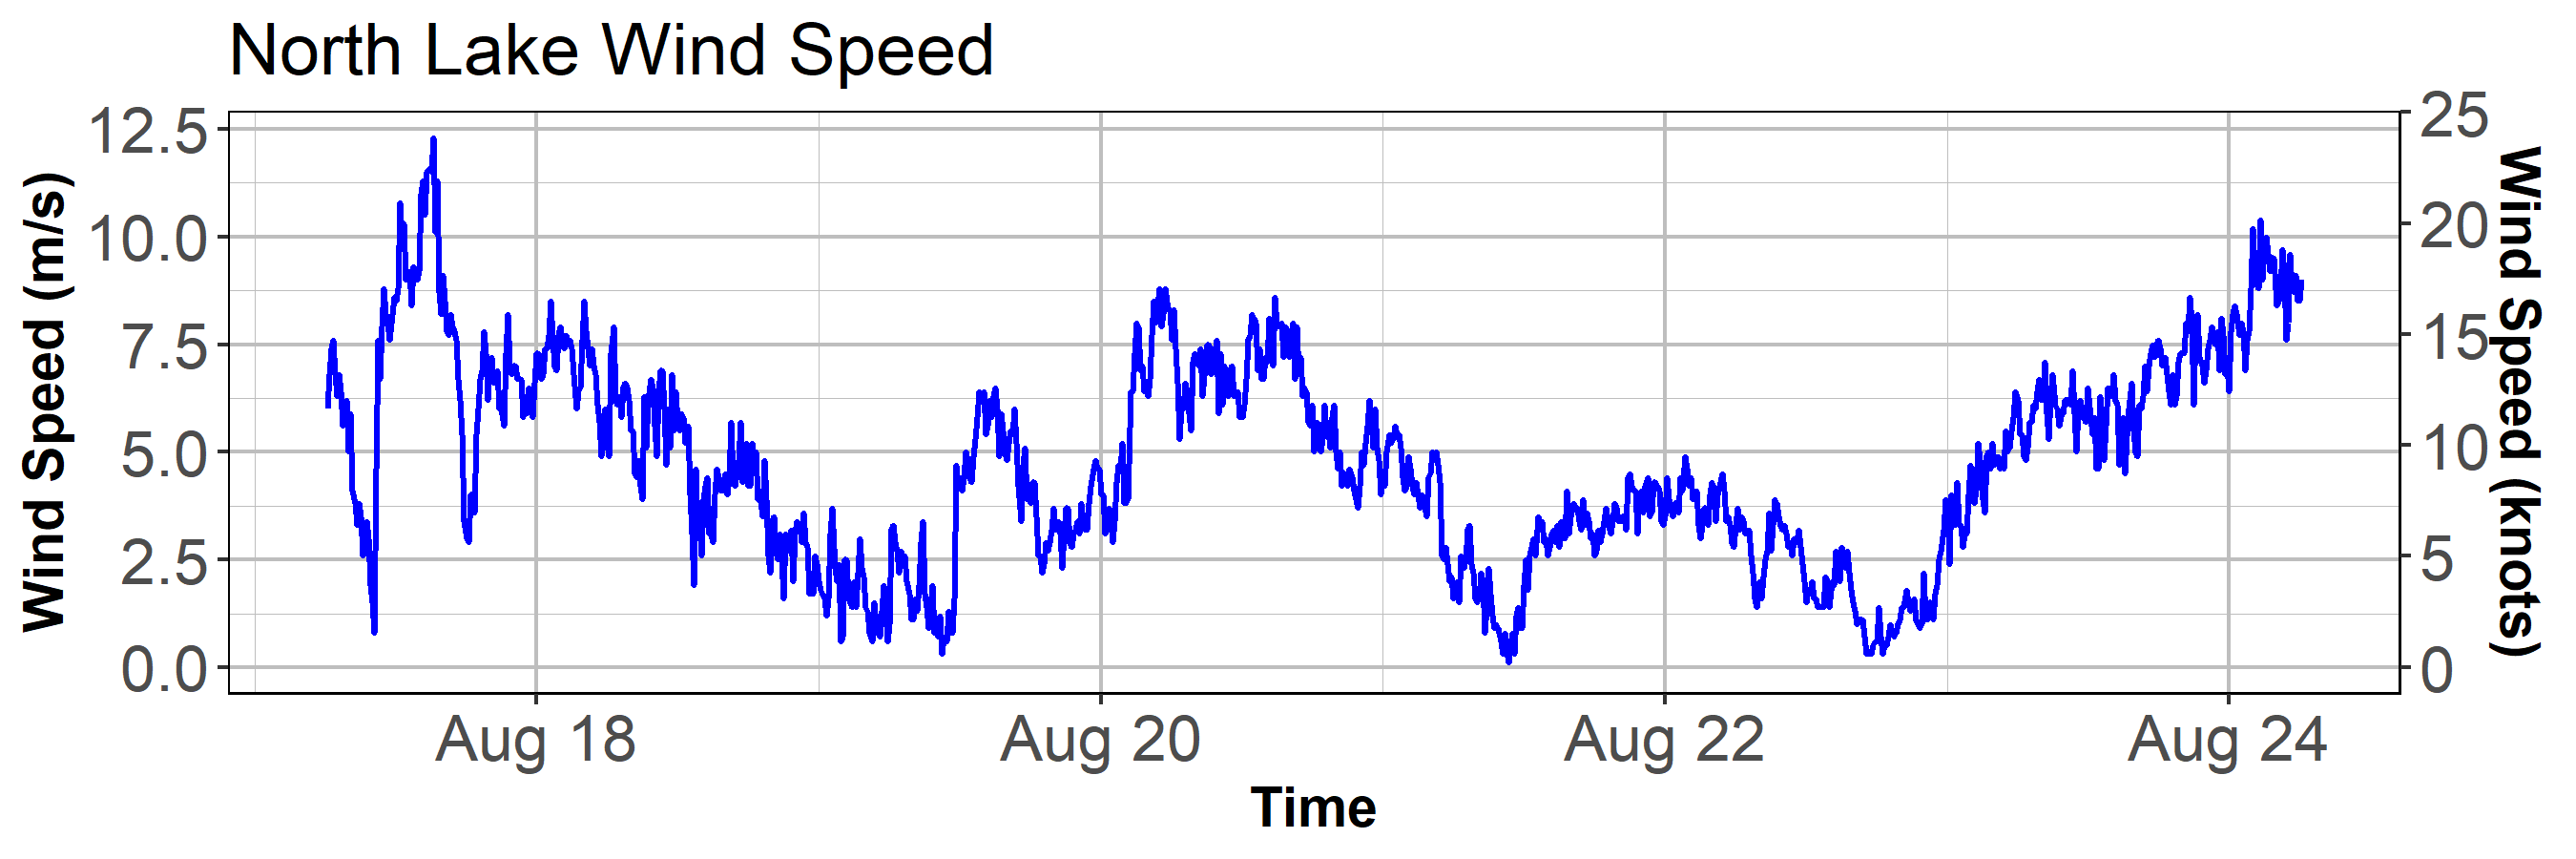 North Lake Wind Speed
Wind Speed (m/s)
12.5
10.0
7.5
5.0
2.5
0.0
25
20
15
10
5
0
Wind Speed (knots)
Aug 18 Aug 20 Aug 22 Aug 24
Time